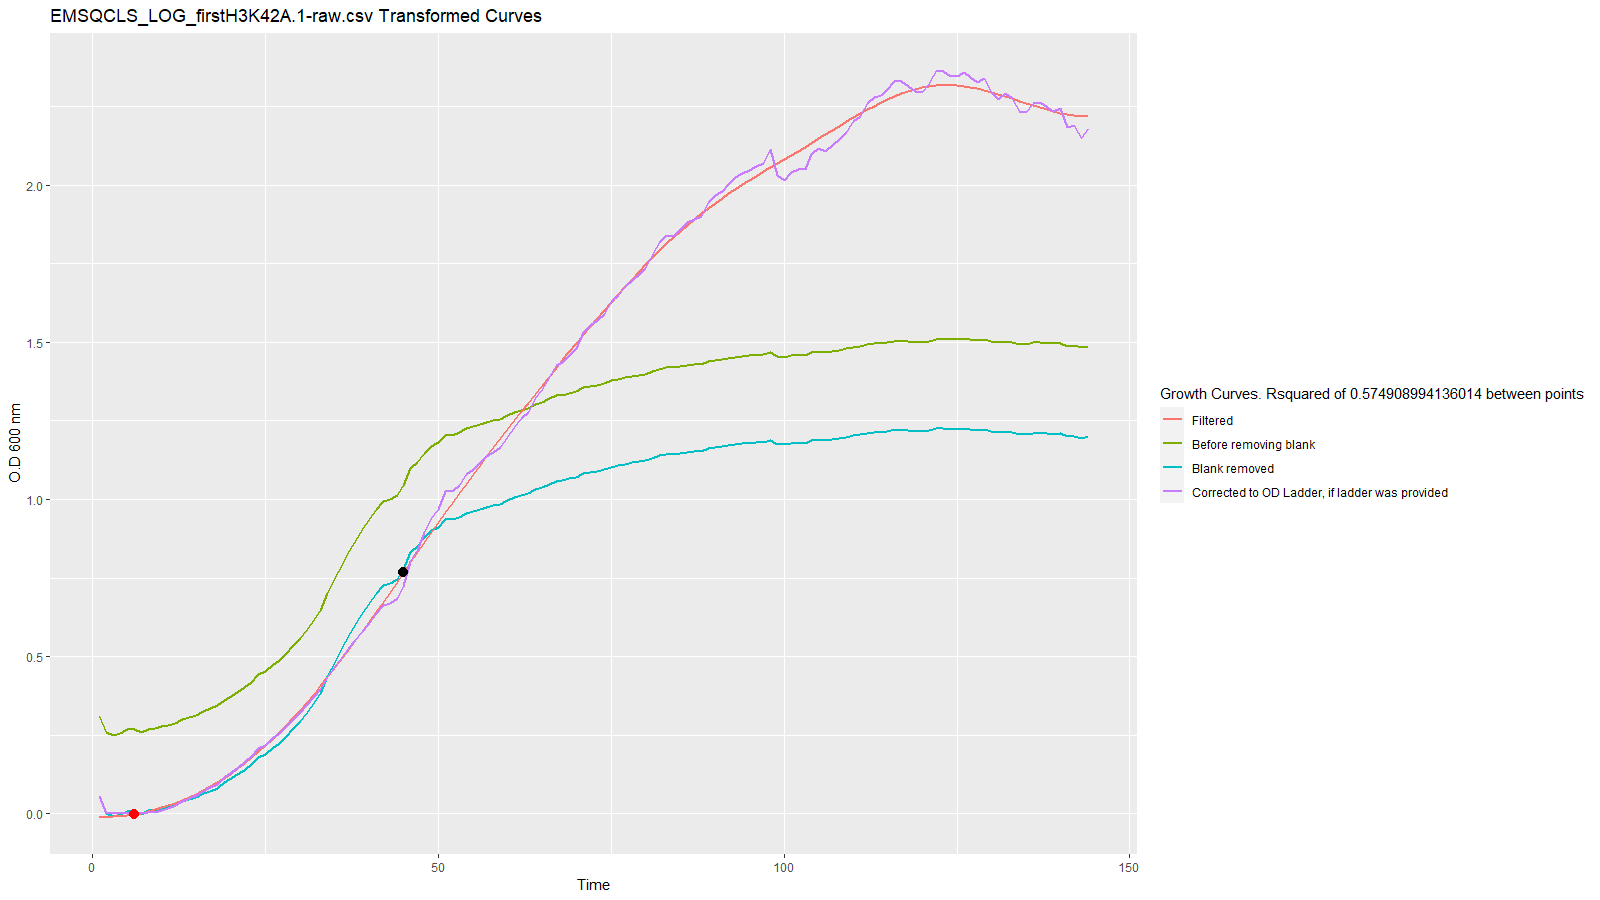 EMSQCLS_LOG_firstH3K42A.1-raw.csv Transformed Curves
O.D 600 nm
2.0
1.5
1.0
0.5
0.0
0
50
100
150
Time
Growth Curves. Rsquared of 0.574908994136014 between points
Filtered
Before removing blank
Blank removed
Corrected to OD Ladder, if ladder was provided